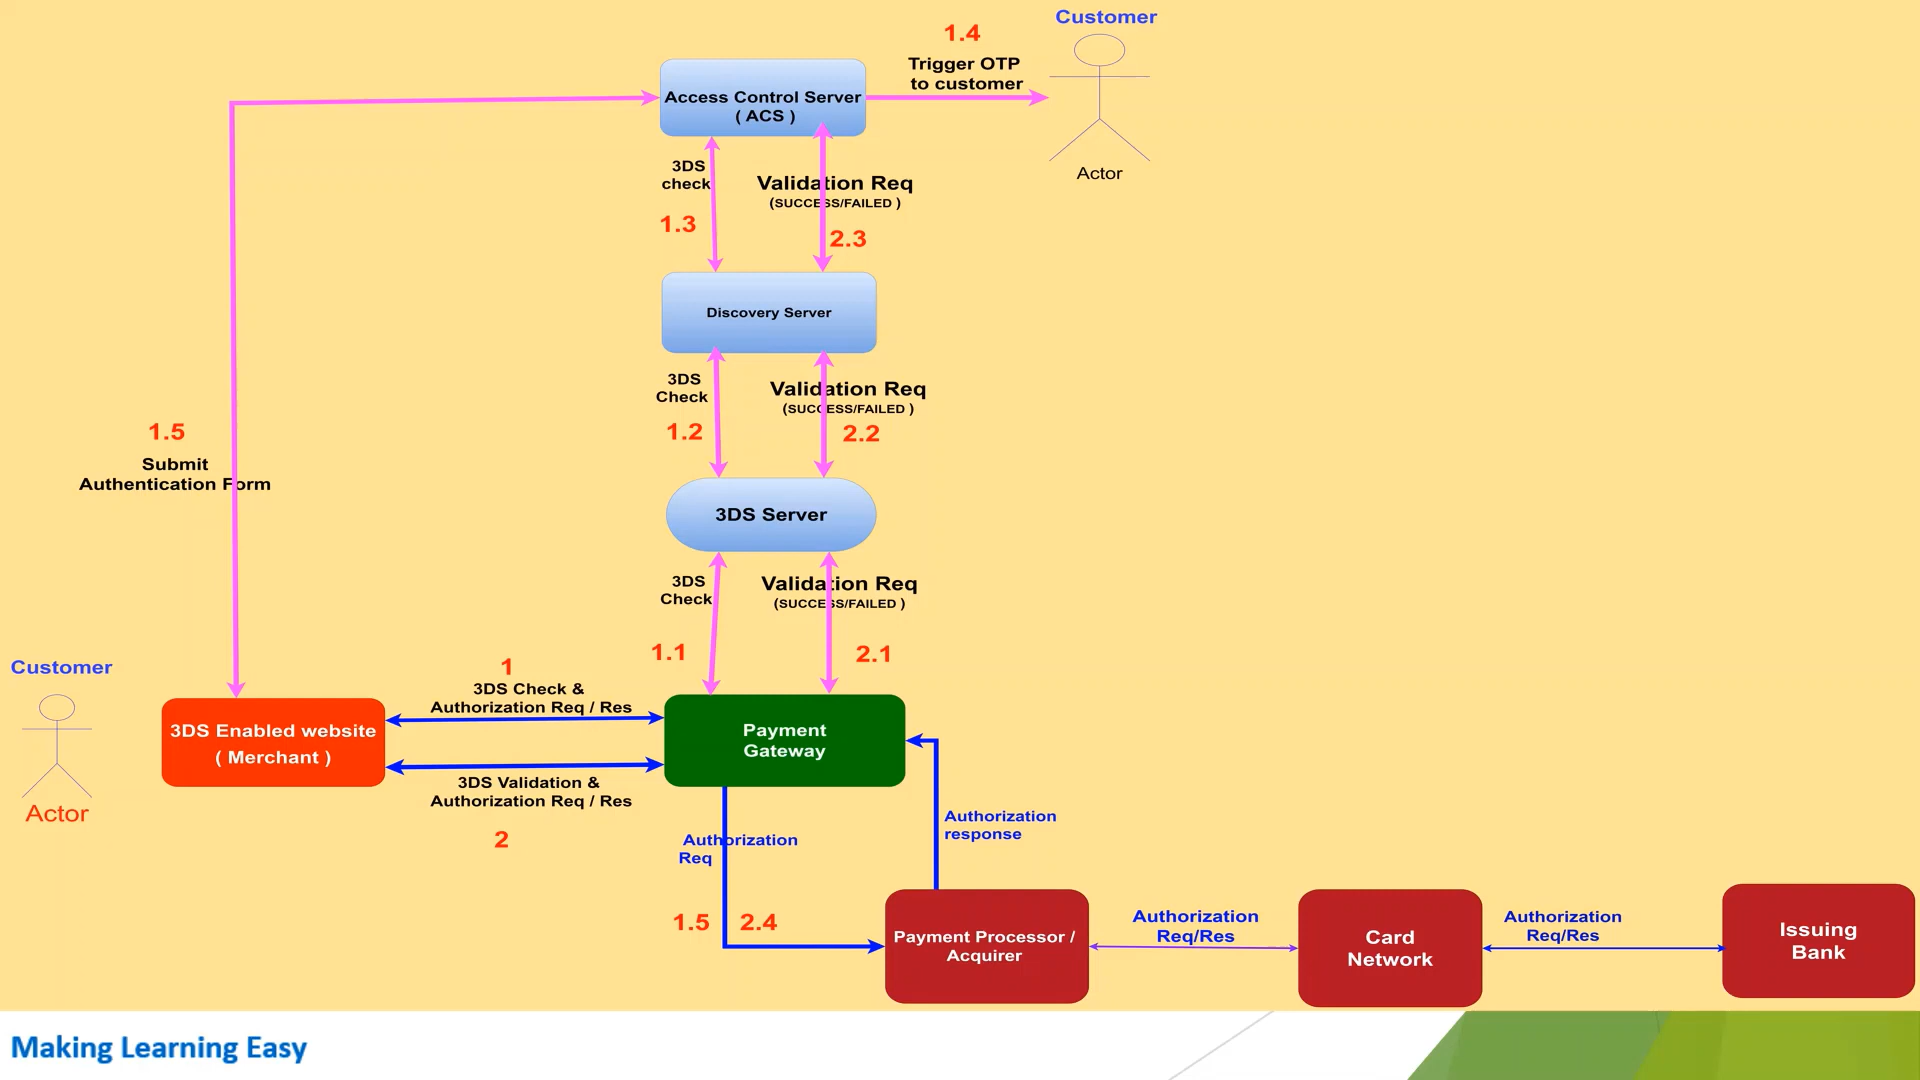 Customer
1.4
Trigger OTP
to customer
Access Control Server
( ACS )
Actor
3DS
check
Validation Req
(SUCCESS/FAILED )
1.3
2.3
Discovery Server
3DS
Check
Validation Req
(SUCCESS/FAILED )
1.2
2.2
1.5
Submit
Authentication Form
3DS Server
3DS
Check
Validation Req
(SUCCESS/FAILED )
1.1
2.1
Customer
Actor
3DS Enabled website
( Merchant )
1
3DS Check &
Authorization Req / Res
3DS Validation &
Authorization Req / Res
2
Payment
Gateway
Authorization
Req
Authorization
response
1.5
2.4
Payment Processor /
Acquirer
Authorization
Req/Res
Card
Network
Authorization
Req/Res
Issuing
Bank
Making Learning Easy